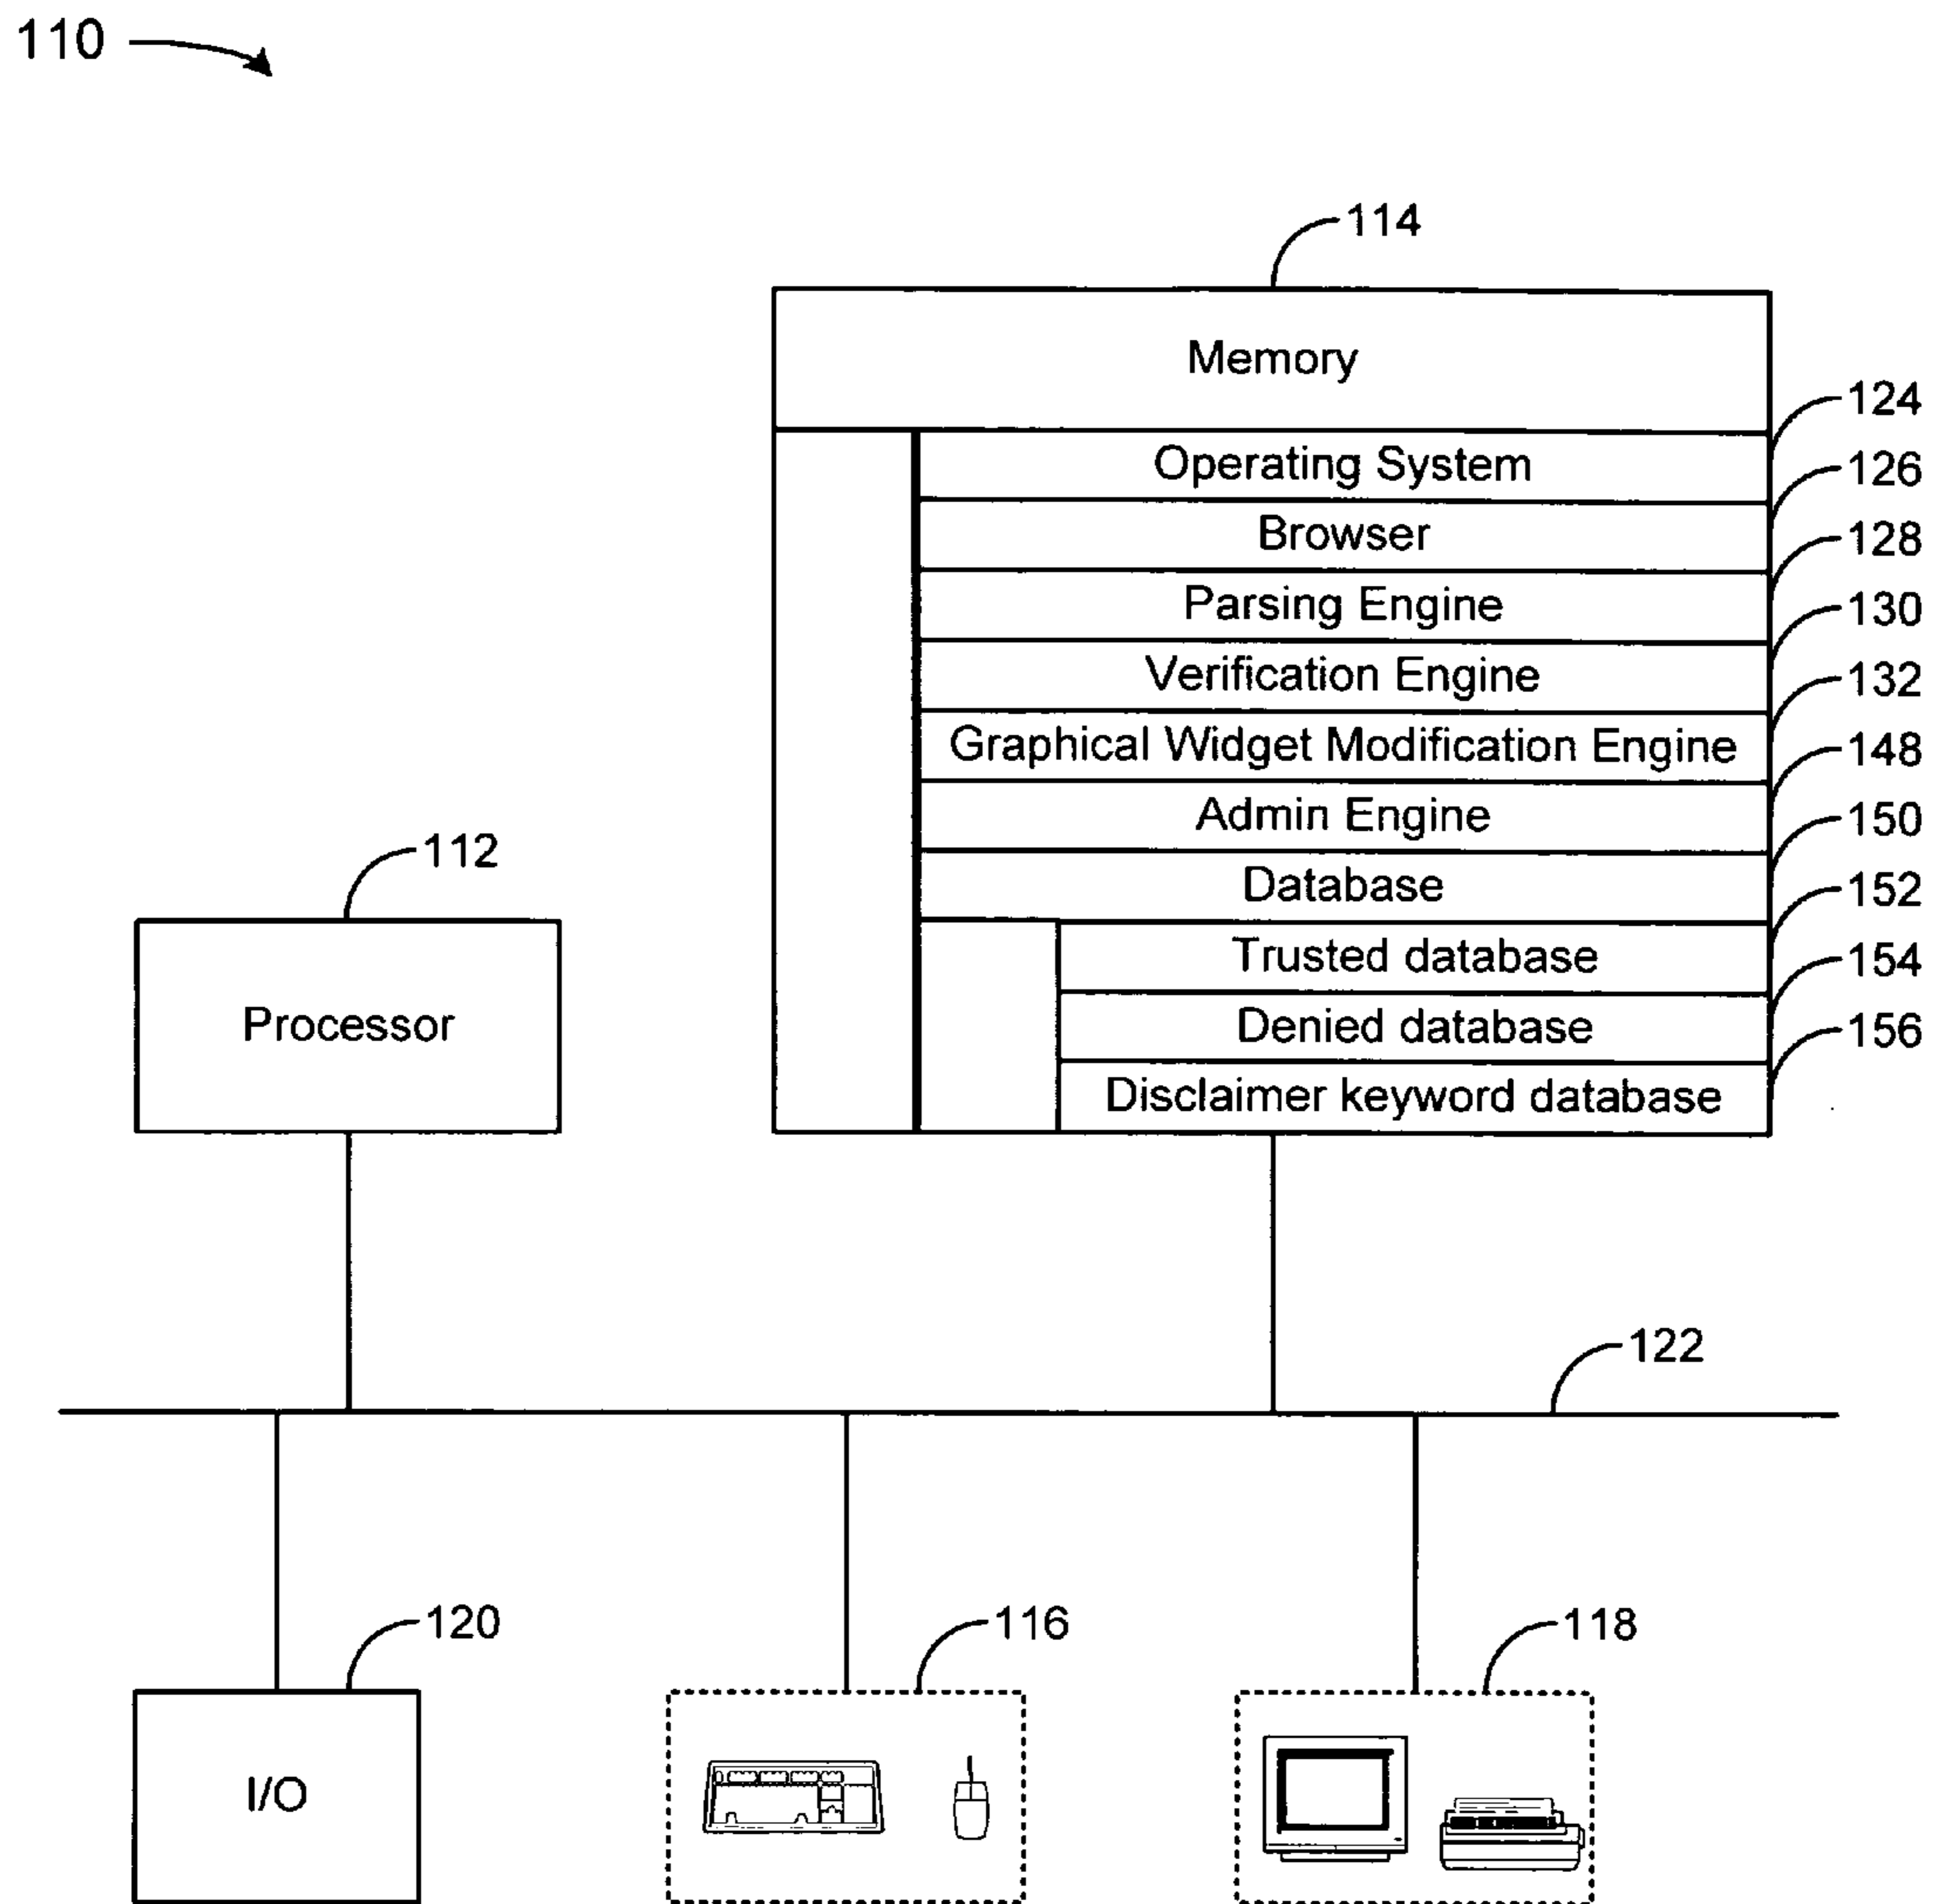 110
114
Memory
124
Operating System
126
Browser
128
Parsing Engine
130
Verification Engine
132
Graphical Widget Modification Engine
148
Admin Engine
150
Database
152
Trusted database
154
Denied database
156
Disclaimer keyword database
112
Processor
122
120
I/O
116
118